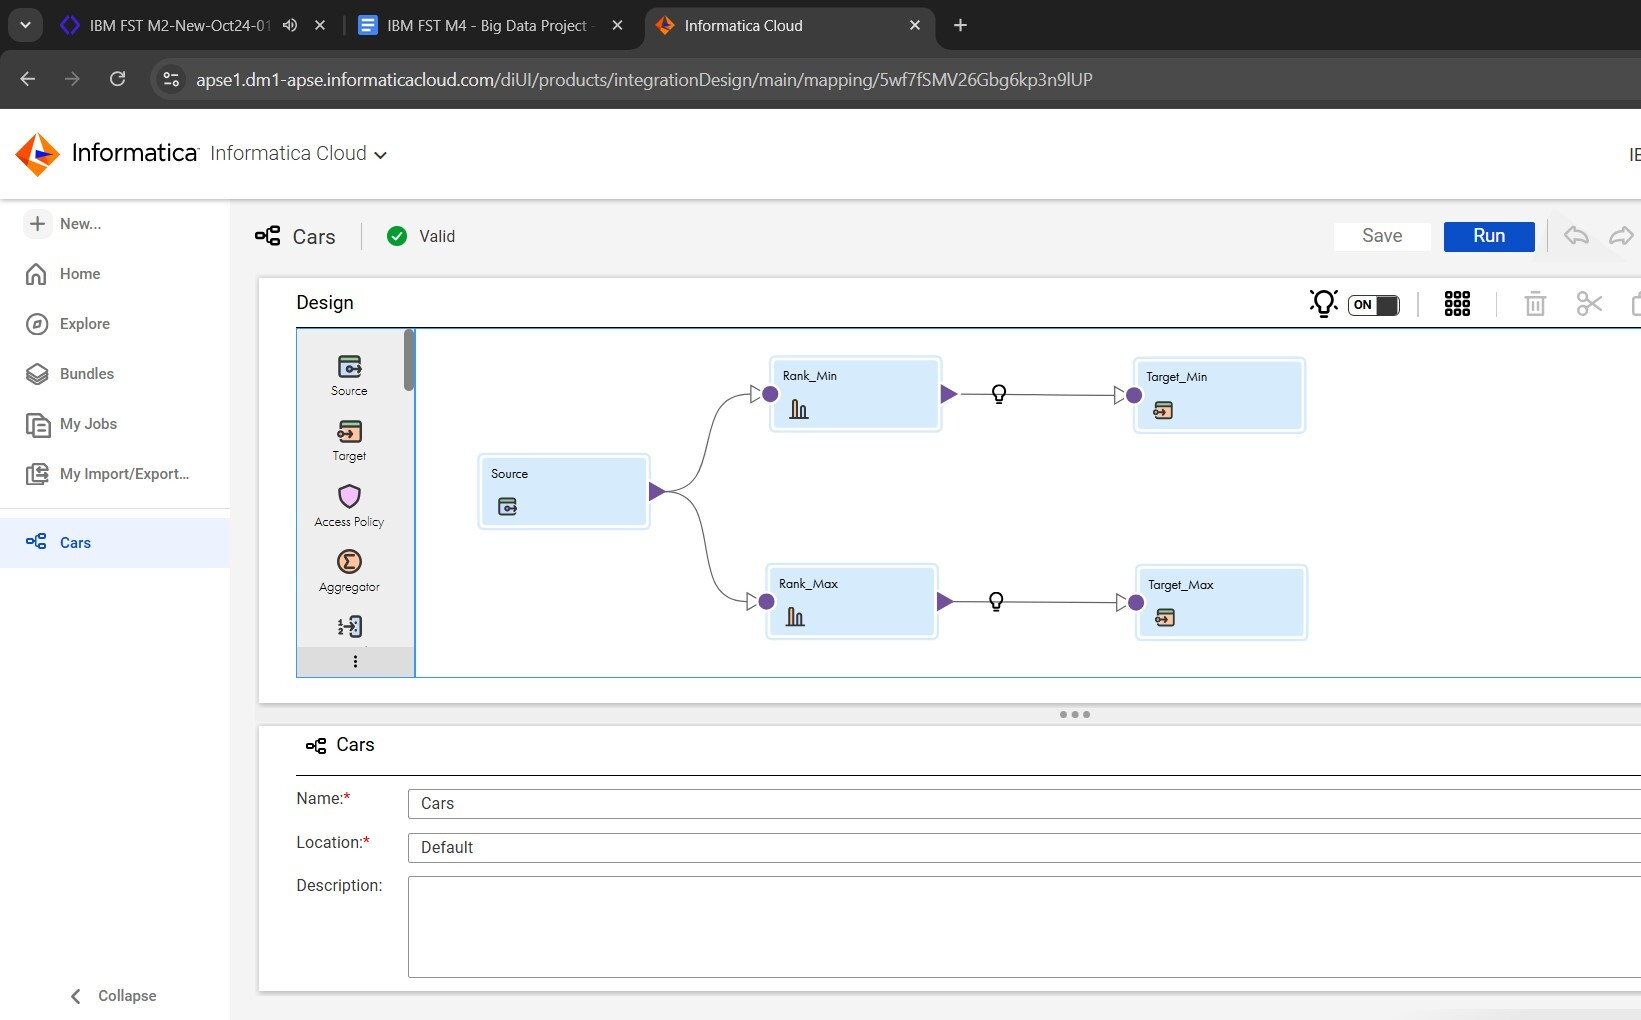 IBM FST M2-New-Oct24-01
IBM FST M4 - Big Data Project -
Informatica Cloud
apse1.dm1-apse.informaticacloud.com/diUI/products/integrationDesign/main/mapping/5wf7fSMV26Gbg6kp3n9lUP
Informatica Informatica Cloud
IE
New...
Home
Explore
Bundles
My Jobs
My Import/Export...
Cars
Collapse
Cars Valid Save Run
Design ON
Source
Target
Access Policy
Aggregator
Source
Rank_Min
Target_Min
Rank_Max
Target_Max
Cars
Name:* Cars
Location:* Default
Description: